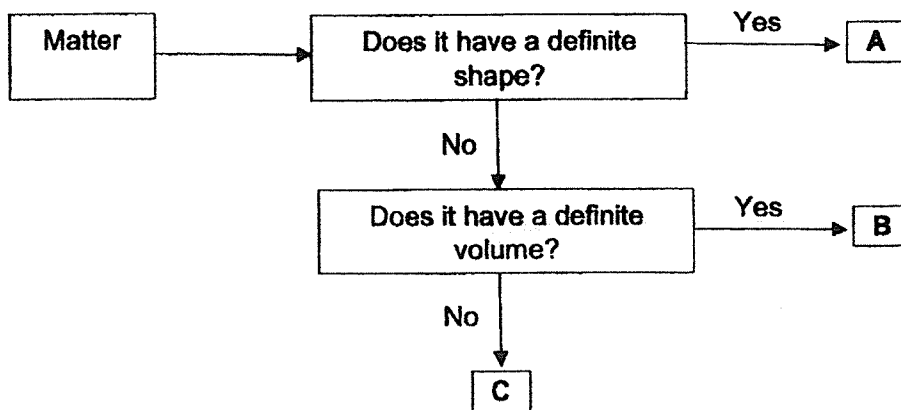 Matter
Does it have a definite
shape?
Yes
A
No
Does it have a definite
volume?
Yes
B
No
C